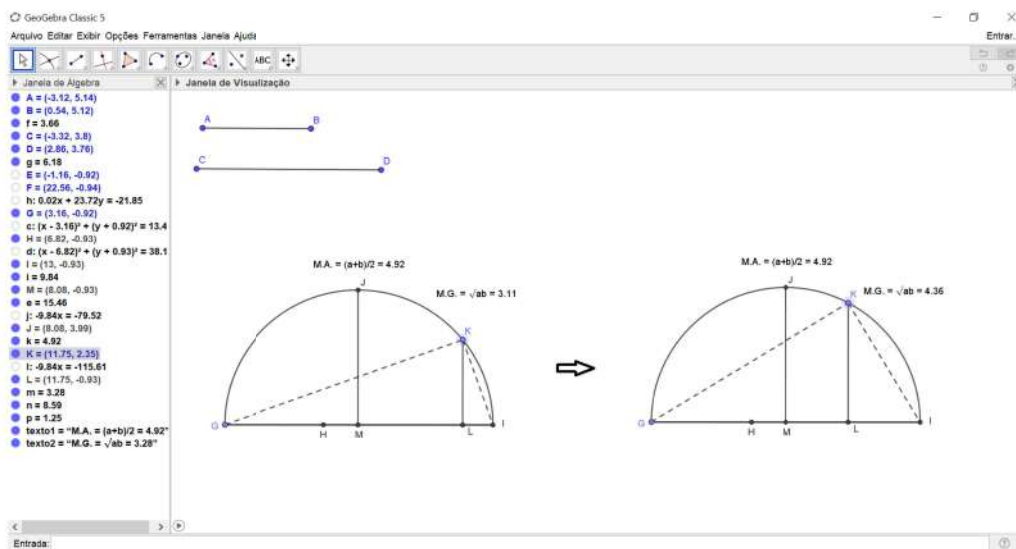 GeoGebra Classic 5
Arquivo Editar Exibir Opções Ferramentas Janela Ajuda
Entrar.
ABC
Janela de Álgebra
Janela de Visualização
A = (-3.12, 5.14)
B = (0.54, 5.12)
f = 3.66
C = (-3.32, 3.8)
D = (2.86, 3.76)
g = 6.18
E = (-1.16, -0.92)
F = (22.56, -0.94)
h: 0.02x + 23.72y = -21.85
G = (3.16, -0.92)
c: (x - 3.16)² + (y + 0.92)² = 13.4
H = (6.82, -0.93)
d: (x - 6.82)² + (y + 0.93)² = 38.1
I = (13, -0.93)
i = 9.84
M = (8.08, -0.93)
e = 15.46
j: -9.84x = -79.52
J = (8.08, 3.99)
k = 4.92
K = (11.75, 2.35)
l: -9.84x = -115.61
L = (11.75, -0.93)
m = 3.28
n = 8.59
p = 1.25
texto1 = "M.A. = (a+b)/2 = 4.92"
texto2 = "M.G. = √ab = 3.28"
A B
C D
M.A. = (a+b)/2 = 4.92
J
M.G. = √ab = 3.11
K
G H M L I
M.A. = (a+b)/2 = 4.92
J
K M.G. = √ab = 4.36
G H M L I
Entrada: